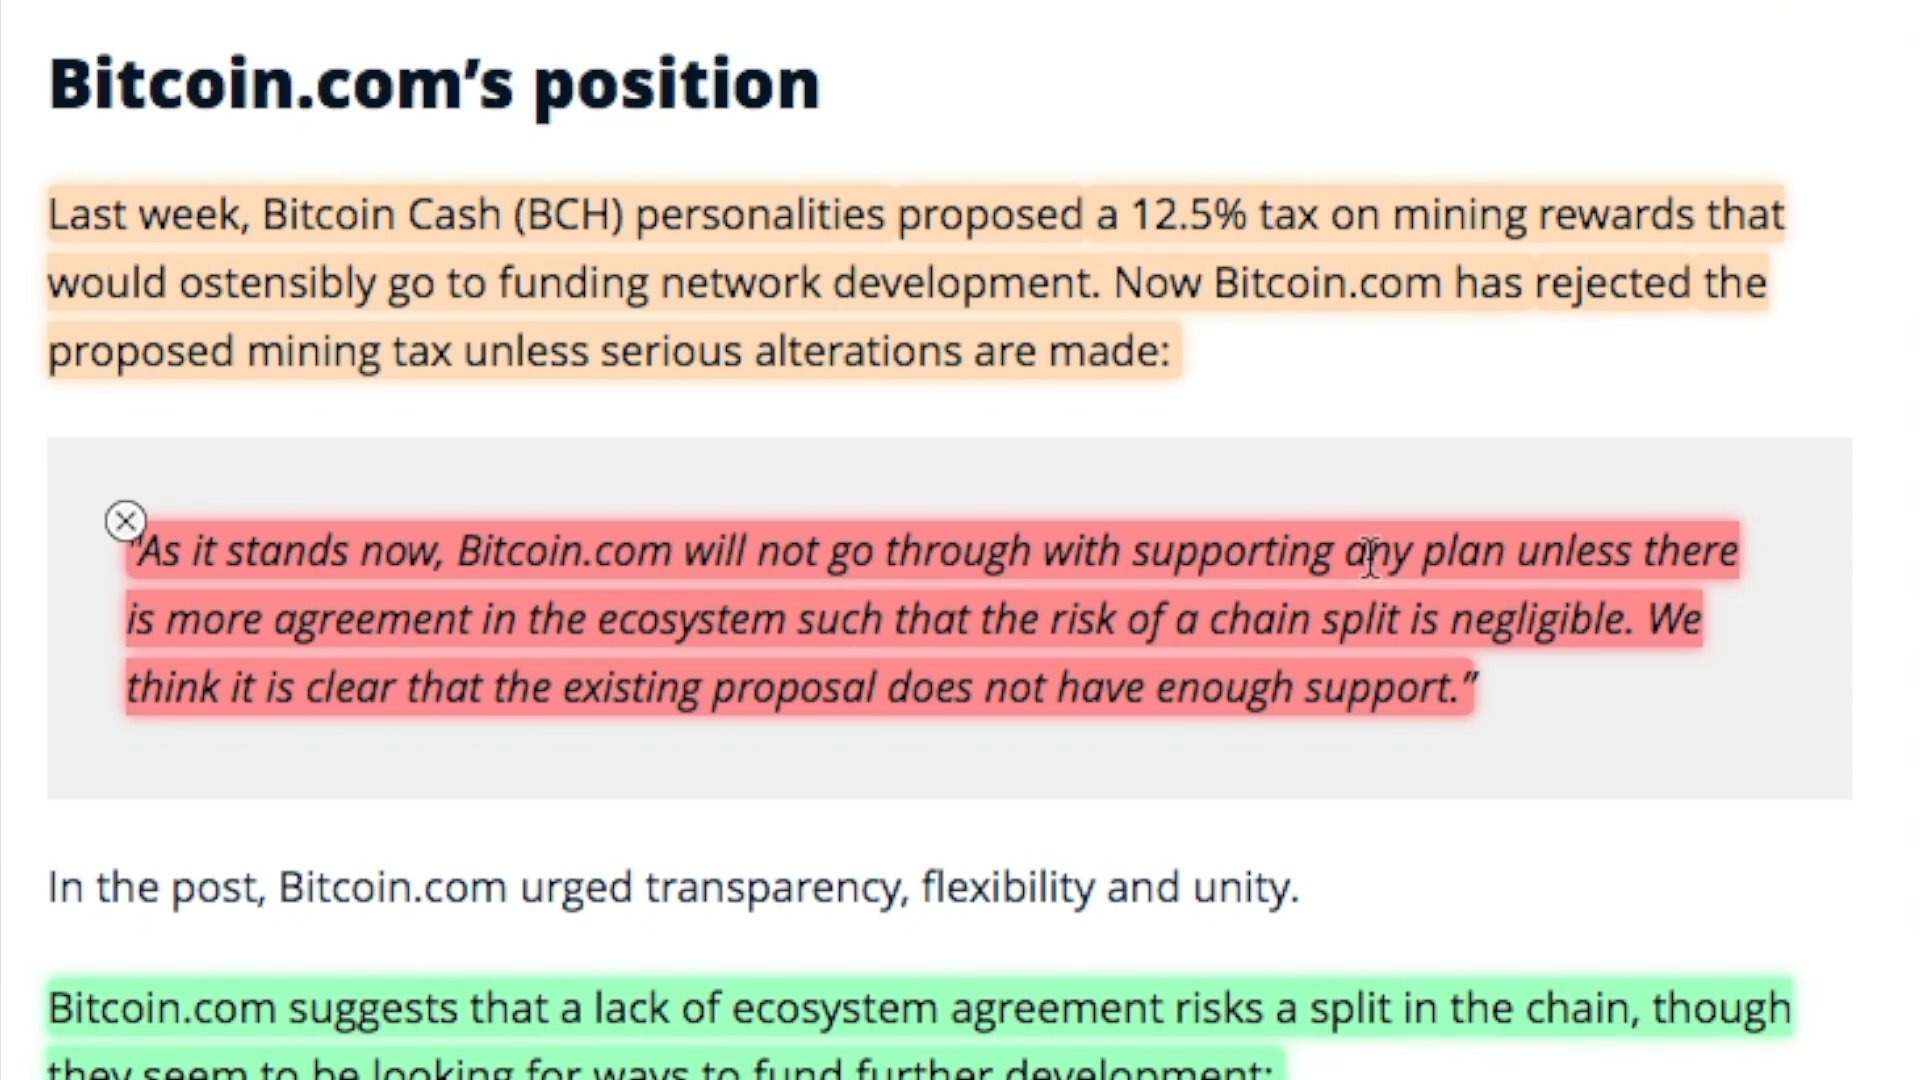 Bitcoin.com’s position
Last week, Bitcoin Cash (BCH) personalities proposed a 12.5% tax on mining rewards that
would ostensibly go to funding network development. Now Bitcoin.com has rejected the
proposed mining tax unless serious alterations are made:
"As it stands now, Bitcoin.com will not go through with supporting any plan unless there
is more agreement in the ecosystem such that the risk of a chain split is negligible. We
think it is clear that the existing proposal does not have enough support.”
In the post, Bitcoin.com urged transparency, flexibility and unity.
Bitcoin.com suggests that a lack of ecosystem agreement risks a split in the chain, though
they seem to be looking for ways to fund further development: